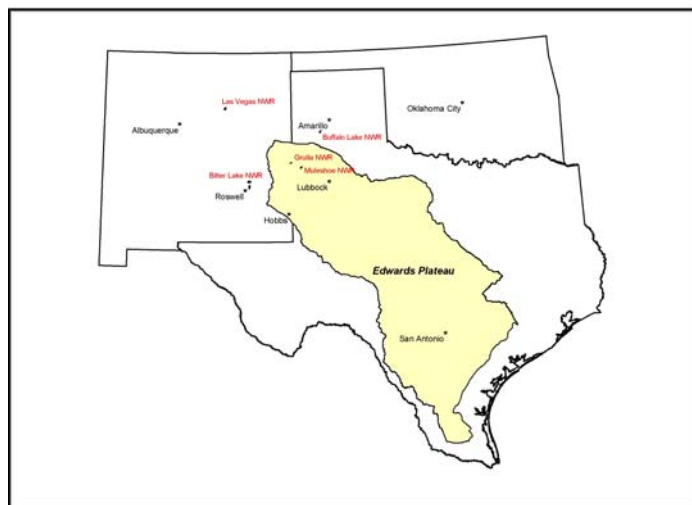 Las Vegas NWR
Oklahoma City
Albuquerque
Amarillo
Buffalo Lake NWR
Grulla NWR
Muleshoe NWR
Bitter Lake NWR
Lubbock
Roswell
Hobbs
Edwards Plateau
San Antonio